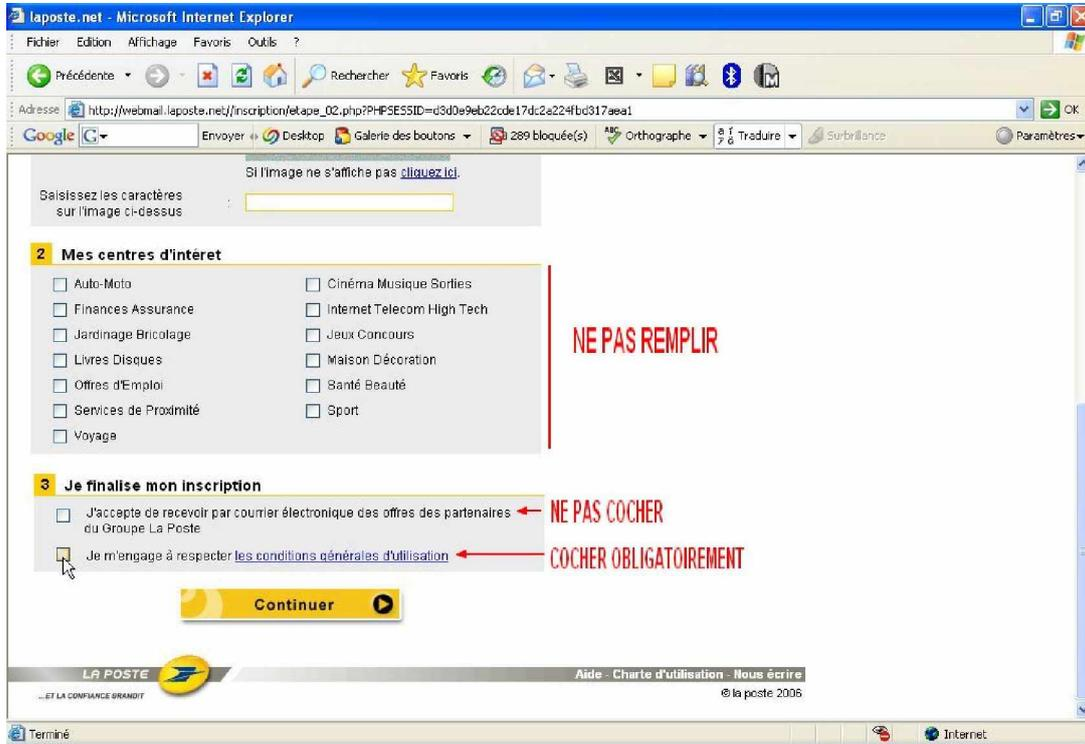 laposte.net - Microsoft Internet Explorer
Fichier Edition Affichage Favoris Outils ?
Précédente Rechercher Favoris
Adresse http://webmail.laposte.net//inscription/etape_02.php?PHPSESSID=d3d0e9eb22cde17dc2a224fbd317aea1 OK
Google G Envoyer Desktop Galerie des boutons 289 bloquée(s) ABC Orthographe Traduire Surbrillance Paramètres
Si l'image ne s'affiche pas cliquez ici.
Saisissez les caractères
sur l'image ci-dessus :
2 Mes centres d'intéret
Auto-Moto Cinéma Musique Sorties
Finances Assurance Internet Telecom High Tech
Jardinage Bricolage Jeux Concours
NE PAS REMPLIR
Livres Disques Maison Décoration
Offres d'Emploi Santé Beauté
Services de Proximité Sport
Voyage
3 Je finalise mon inscription
J'accepte de recevoir par courrier électronique des offres des partenaires
du Groupe La Poste
NE PAS COCHER
Je m'engage à respecter les conditions générales d'utilisation
COCHER OBLIGATOIREMENT
Continuer
LA POSTE Aide - Charte d'utilisation - Nous écrire
...ET LA CONFIANCE GRANDIT © la poste 2006
Terminé Internet